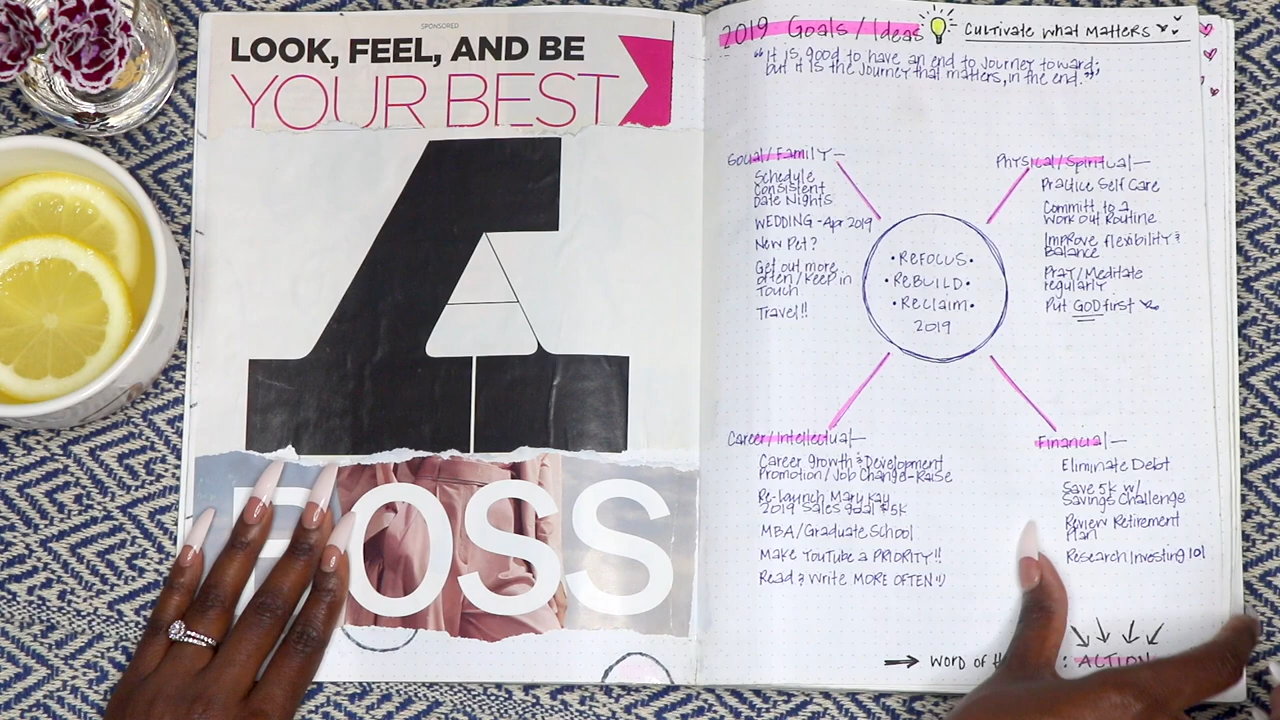 SPONSORED
LOOK, FEEL, AND BE
YOUR BEST
A
BOSS
2019 Goals / Ideas
Cultivate What Matters
"It is good to have an end to journey toward;
but it is the journey that matters, in the end."
Social / Family —
Schedule
Consistent
Date Nights
WEDDING - Apr 2019
New Pet?
Get out more
often / keep in
Touch
Travel!!
Physical / Spiritual —
Practice Self Care
Committ to a
Work Out Routine
Improve flexibility &
Balance
Pray / Meditate
regularly
Put GOD first
• REFOCUS •
• REBUILD •
• Reclaim •
2019
Career / Intellectual —
Career Growth & Development
Promotion / Job Change - Raise
Re-launch Mary Kay
2019 Sales goal $5K
MBA / Graduate School
Make YouTube a PRIORITY!!
Read & Write MORE OFTEN
Financial —
Eliminate Debt
Save 5K w/
Savings Challenge
Review Retirement
Plan
Research Investing 101
→ WORD OF : ACTION